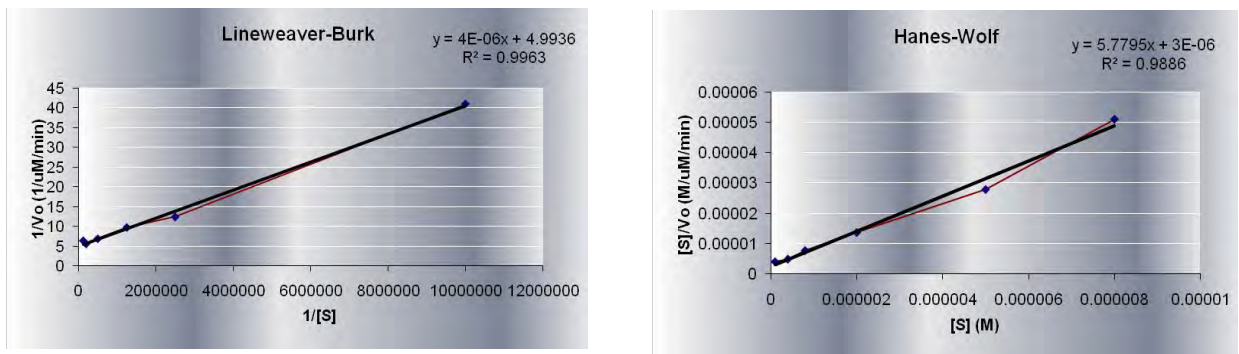 Lineweaver-Burk
y = 4E-06x + 4.9936
R² = 0.9963
45
40
35
30
25
20
15
10
5
0
1/Vo (1/uM/min)
0 2000000 4000000 6000000 8000000 10000000 12000000
1/[S]
Hanes-Wolf
y = 5.7795x + 3E-06
R² = 0.9886
0.00006
0.00005
0.00004
0.00003
0.00002
0.00001
0
[S]/Vo (M/uM/min)
0 0.000002 0.000004 0.000006 0.000008 0.00001
[S] (M)